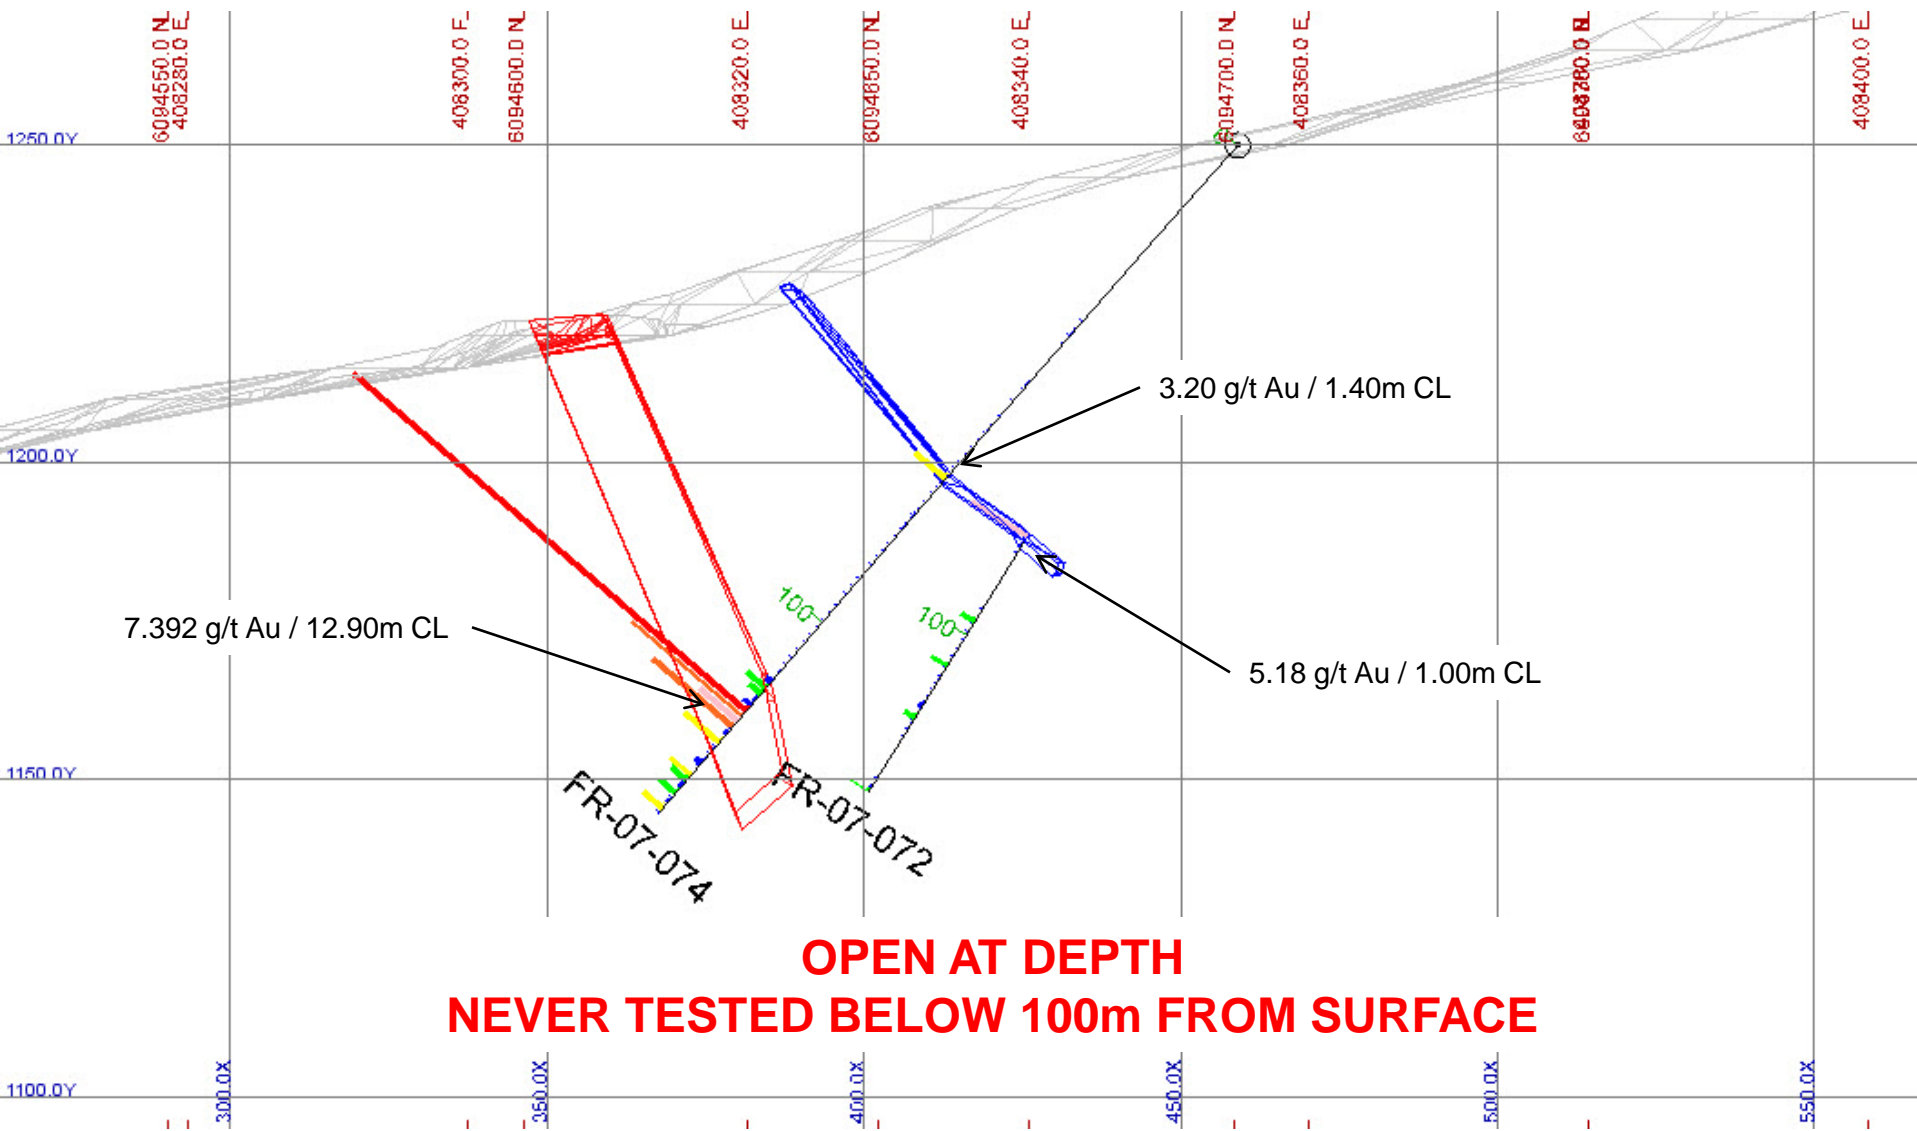 6094550.0 N
408280.0 E
408300.0 E
6094600.0 N
408320.0 E
6094650.0 N
408340.0 E
6094700.0 N
408360.0 E
408400.0 E
1250.0Y
3.20 g/t Au / 1.40m CL
1200.0Y
100
100
7.392 g/t Au / 12.90m CL
5.18 g/t Au / 1.00m CL
1150.0Y
FR-07-074
FR-07-072
OPEN AT DEPTH
NEVER TESTED BELOW 100m FROM SURFACE
1100.0Y
300.0X
350.0X
400.0X
450.0X
500.0X
550.0X